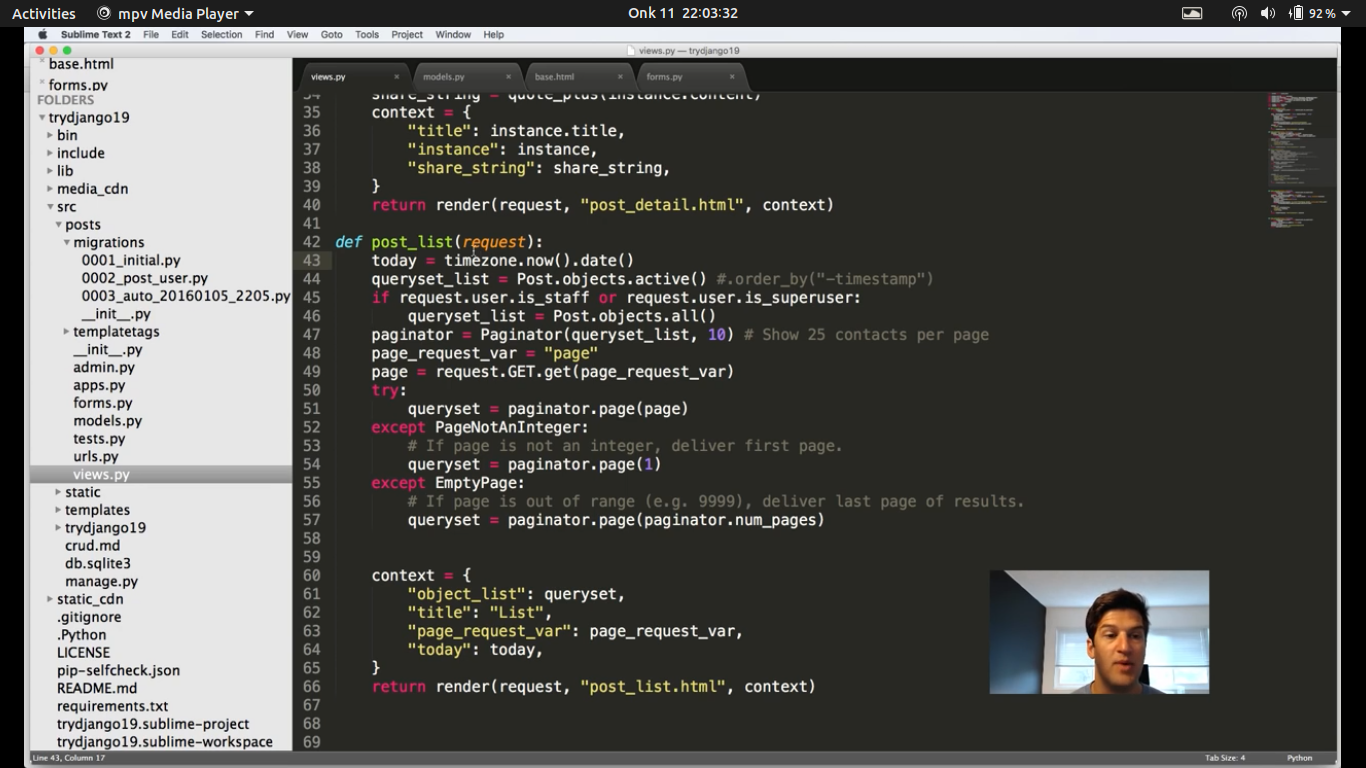 Activities mpv Media Player Onk 11 22:03:32 92 %
Sublime Text 2 File Edit Selection Find View Goto Tools Project Window Help
views.py — trydjango19
base.html
forms.py
FOLDERS
trydjango19
bin
include
lib
media_cdn
src
posts
migrations
0001_initial.py
0002_post_user.py
0003_auto_20160105_2205.py
__init__.py
templatetags
__init__.py
admin.py
apps.py
forms.py
models.py
tests.py
urls.py
views.py
static
templates
trydjango19
crud.md
db.sqlite3
manage.py
static_cdn
.gitignore
.Python
LICENSE
pip-selfcheck.json
README.md
requirements.txt
trydjango19.sublime-project
trydjango19.sublime-workspace
views.py × models.py × base.html × forms.py ×
34 share_string = quote_plus(instance.content)
35 context = {
36 "title": instance.title,
37 "instance": instance,
38 "share_string": share_string,
39 }
40 return render(request, "post_detail.html", context)
41
42 def post_list(request):
43 today = timezone.now().date()
44 queryset_list = Post.objects.active() #.order_by("-timestamp")
45 if request.user.is_staff or request.user.is_superuser:
46 queryset_list = Post.objects.all()
47 paginator = Paginator(queryset_list, 10) # Show 25 contacts per page
48 page_request_var = "page"
49 page = request.GET.get(page_request_var)
50 try:
51 queryset = paginator.page(page)
52 except PageNotAnInteger:
53 # If page is not an integer, deliver first page.
54 queryset = paginator.page(1)
55 except EmptyPage:
56 # If page is out of range (e.g. 9999), deliver last page of results.
57 queryset = paginator.page(paginator.num_pages)
58
59
60 context = {
61 "object_list": queryset,
62 "title": "List",
63 "page_request_var": page_request_var,
64 "today": today,
65 }
66 return render(request, "post_list.html", context)
67
68
69
Line 43, Column 17 Tab Size: 4 Python